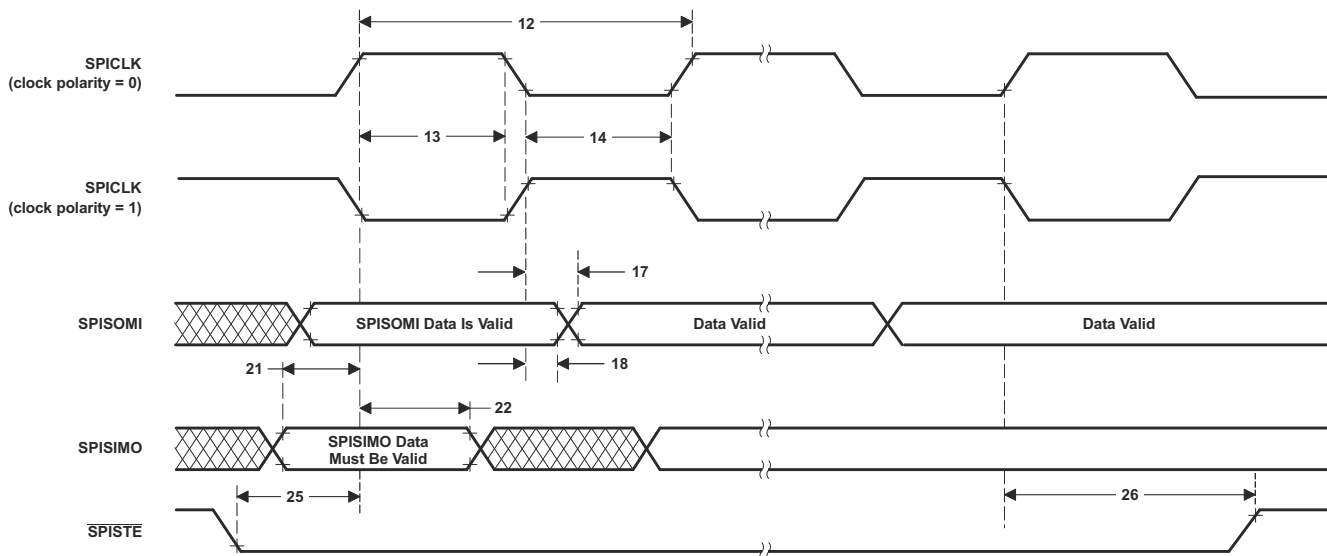 12
SPICLK
(clock polarity = 0)
13
14
SPICLK
(clock polarity = 1)
17
SPISOMI
SPISOMI Data Is Valid
Data Valid
Data Valid
21
18
22
SPISIMO
SPISIMO Data
Must Be Valid
25
26
SPISTE